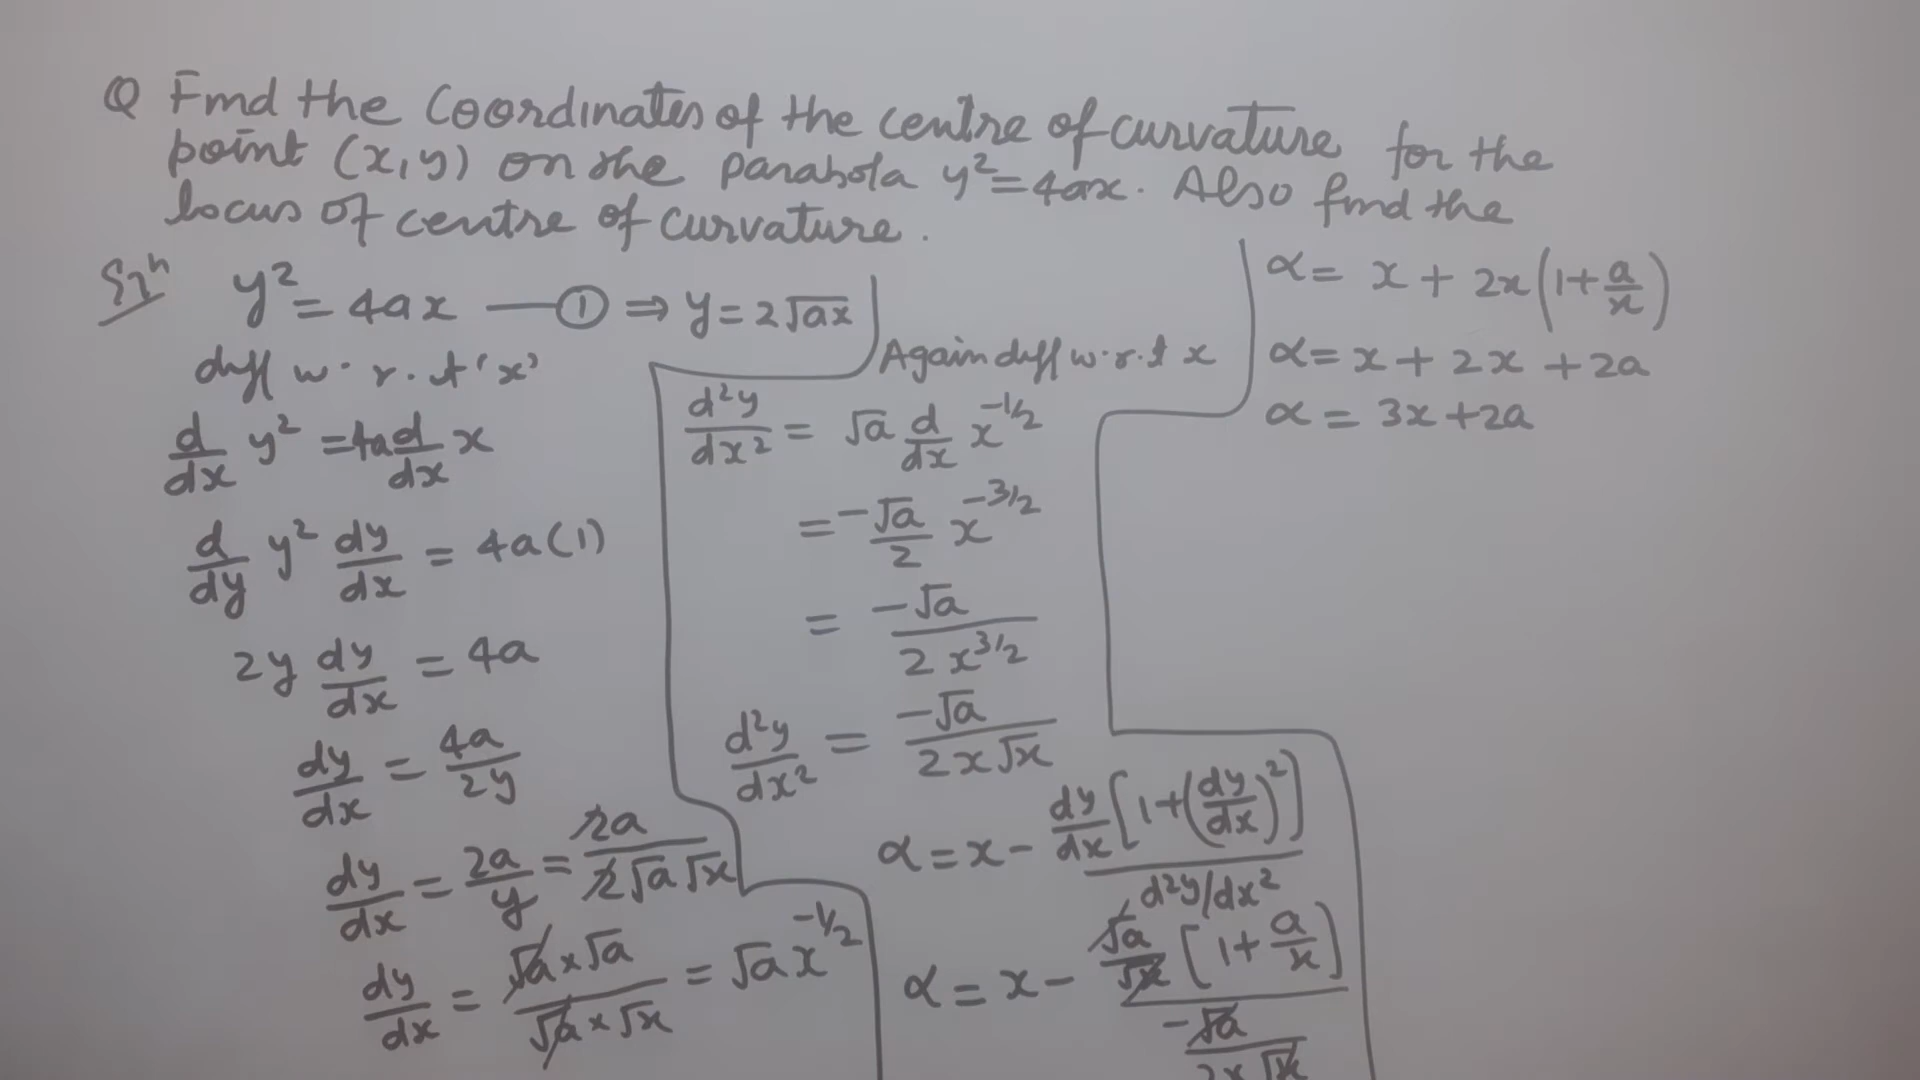 Q Find the Coordinates of the centre of curvature for the
point (x,y) on the parabola y²=4ax. Also find the
locus of centre of curvature.
Solⁿ y² = 4ax —① ⇒ y = 2√ax
diff w.r.t 'x'
d/dx y² = 4a d/dx x
d/dy y² dy/dx = 4a(1)
2y dy/dx = 4a
dy/dx = 4a/2y
dy/dx = 2a/y = 2a/2√a√x
dy/dx = √a×√a/√a×√x = √a x^-1/2
Again diff w.r.t x
d²y/dx² = √a d/dx x^-1/2
= -√a/2 x^-3/2
= -√a/2x^3/2
d²y/dx² = -√a/2x√x
α = x - dy/dx[1+(dy/dx)²]/d²y/dx²
α = x - √a/√x [1+a/x]/-√a/2x√x
α = x + 2x(1+a/x)
α = x + 2x + 2a
α = 3x+2a